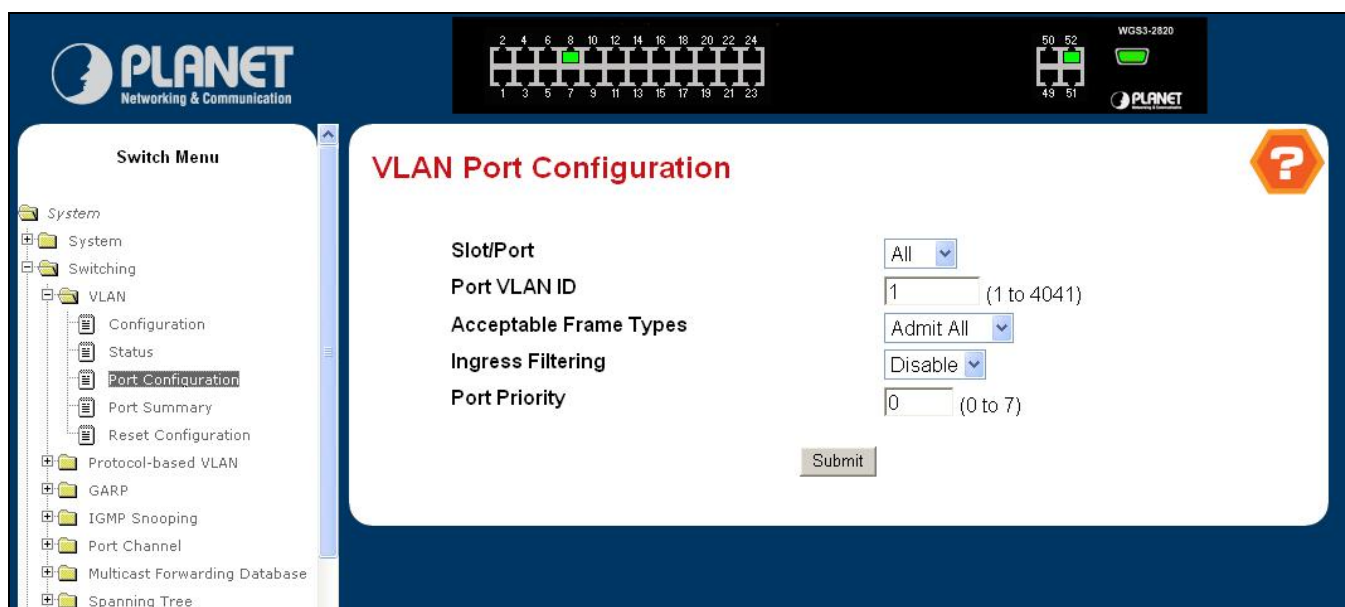 PLANET
Networking & Communication
2 4 6 8 10 12 14 16 18 20 22 24
1 3 5 7 9 11 13 15 17 19 21 23
50 52
49 51
WGS3-2820
PLANET
Switch Menu
System
System
Switching
VLAN
Configuration
Status
Port Configuration
Port Summary
Reset Configuration
Protocol-based VLAN
GARP
IGMP Snooping
Port Channel
Multicast Forwarding Database
Spanning Tree
VLAN Port Configuration
?
Slot/Port All
Port VLAN ID 1 (1 to 4041)
Acceptable Frame Types Admit All
Ingress Filtering Disable
Port Priority 0 (0 to 7)
Submit